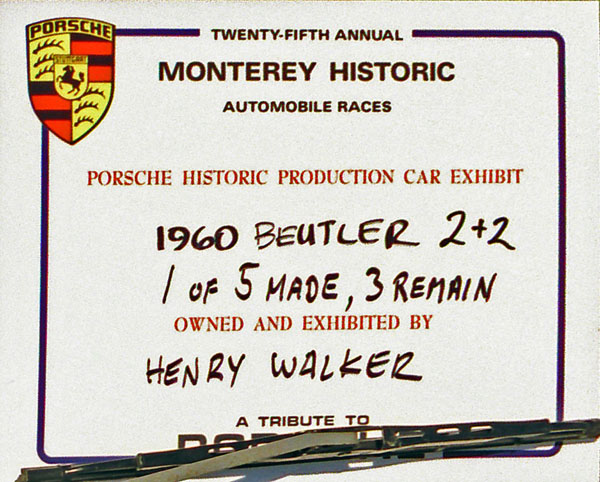 PORSCHE
STUTTGART
TWENTY-FIFTH ANNUAL
MONTEREY HISTORIC
AUTOMOBILE RACES
PORSCHE HISTORIC PRODUCTION CAR EXHIBIT
1960 BEUTLER 2+2
1 OF 5 MADE, 3 REMAIN
OWNED AND EXHIBITED BY
HENRY WALKER
A TRIBUTE TO